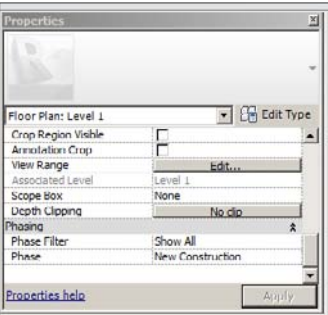 Properties
Floor Plan: Level 1 Edit Type
Crop Region Visible
Annotation Crop
View Range Edit...
Associated Level Level 1
Scope Box None
Depth Clipping No clip
Phasing
Phase Filter Show All
Phase New Construction
Properties help Apply